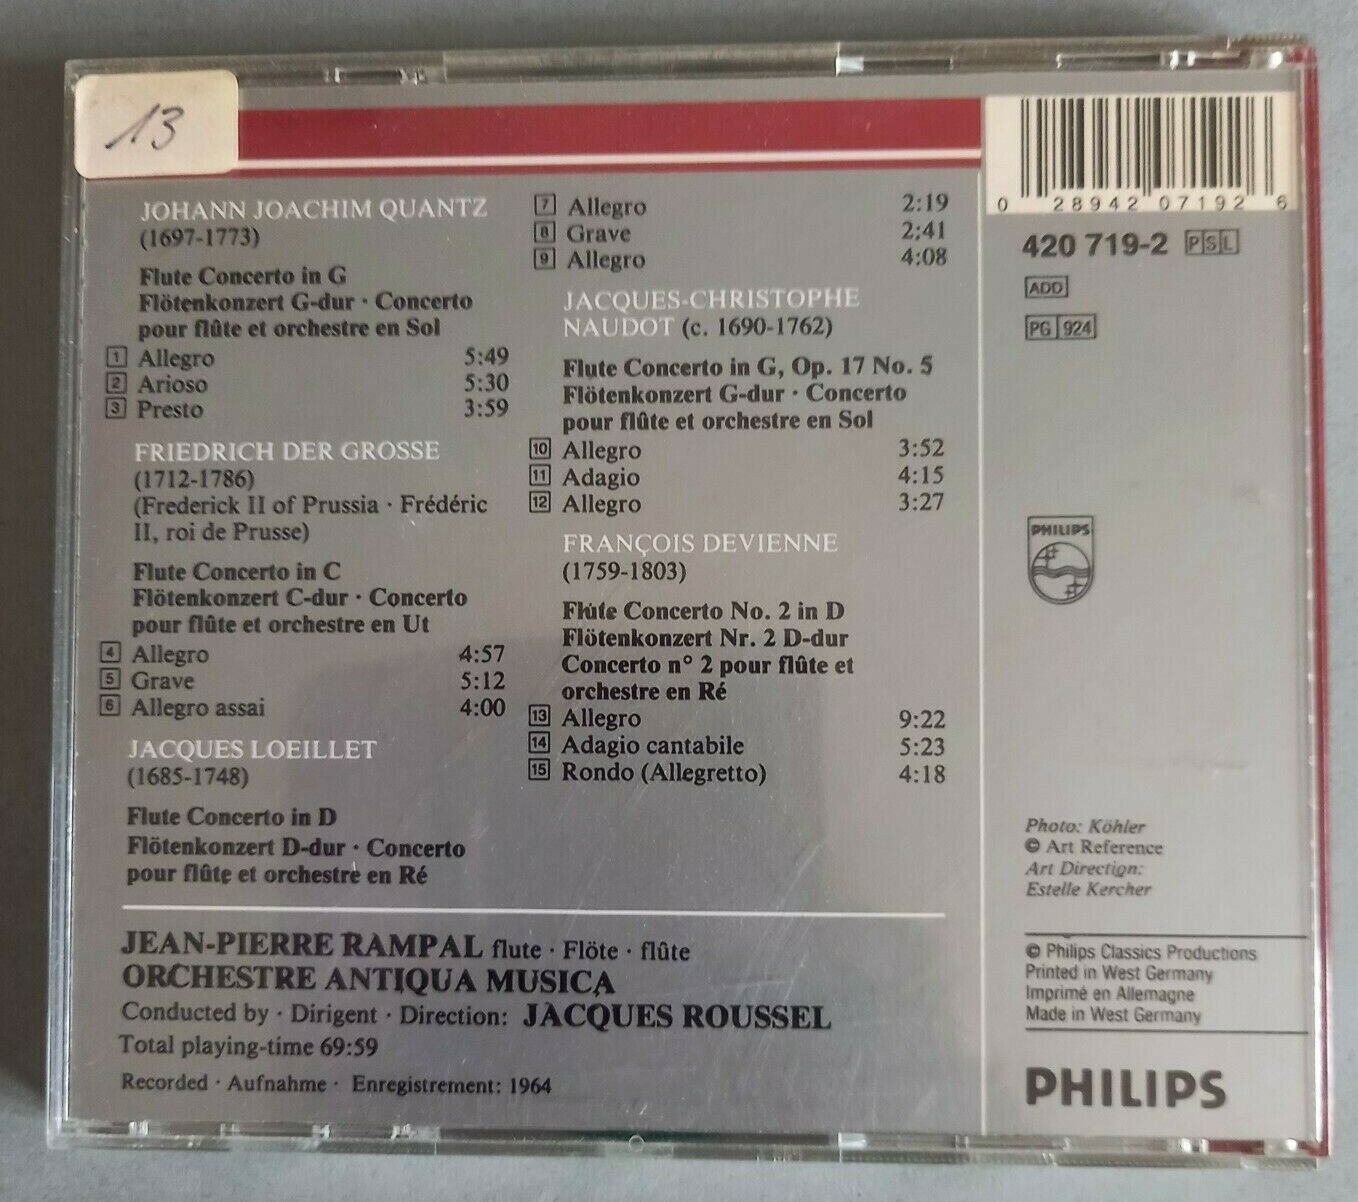 13
JOHANN JOACHIM QUANTZ
(1697-1773)
Flute Concerto in G
Flötenkonzert G-dur · Concerto
pour flûte et orchestre en Sol
1 Allegro 5:49
2 Arioso 5:30
3 Presto 3:59
FRIEDRICH DER GROSSE
(1712-1786)
(Frederick II of Prussia · Frédéric
II, roi de Prusse)
Flute Concerto in C
Flötenkonzert C-dur · Concerto
pour flûte et orchestre en Ut
4 Allegro 4:57
5 Grave 5:12
6 Allegro assai 4:00
JACQUES LOEILLET
(1685-1748)
Flute Concerto in D
Flötenkonzert D-dur · Concerto
pour flûte et orchestre en Ré
7 Allegro 2:19
8 Grave 2:41
9 Allegro 4:08
JACQUES-CHRISTOPHE
NAUDOT (c. 1690-1762)
Flute Concerto in G, Op. 17 No. 5
Flötenkonzert G-dur · Concerto
pour flûte et orchestre en Sol
10 Allegro 3:52
11 Adagio 4:15
12 Allegro 3:27
FRANÇOIS DEVIENNE
(1759-1803)
Flute Concerto No. 2 in D
Flötenkonzert Nr. 2 D-dur
Concerto n° 2 pour flûte et
orchestre en Ré
13 Allegro 9:22
14 Adagio cantabile 5:23
15 Rondo (Allegretto) 4:18
JEAN-PIERRE RAMPAL flute · Flöte · flûte
ORCHESTRE ANTIQUA MUSICA
Conducted by · Dirigent · Direction: JACQUES ROUSSEL
Total playing-time 69:59
Recorded · Aufnahme · Enregistrement: 1964
0 28942 07192 6
420 719-2 PSL
ADD
PG 924
PHILIPS
Photo: Köhler
© Art Reference
Art Direction:
Estelle Kercher
© Philips Classics Productions
Printed in West Germany
Imprimé en Allemagne
Made in West Germany
PHILIPS